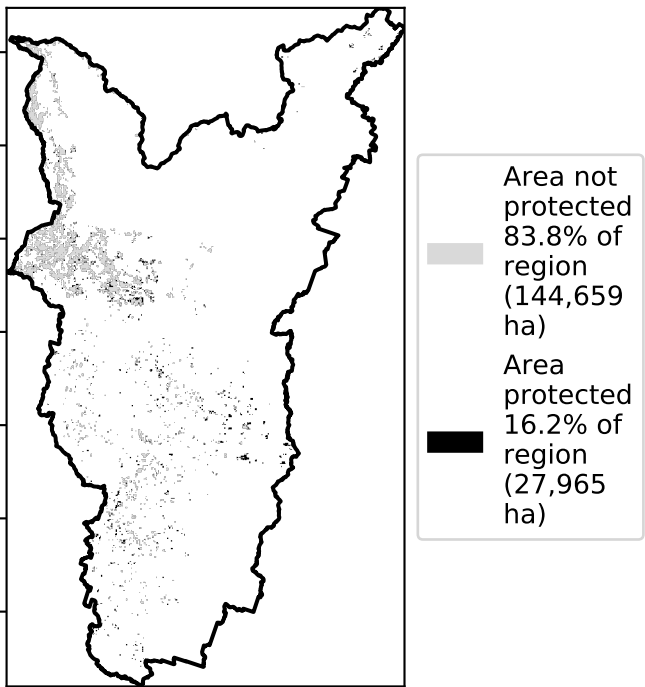 Area not
protected
83.8% of
region
(144,659
ha)
Area
protected
16.2% of
region
(27,965
ha)